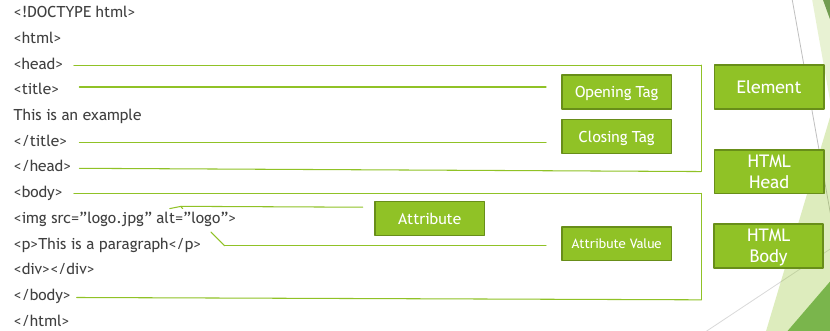 <!DOCTYPE html>
<html>
<head>
<title>
This is an example
</title>
</head>
<body>
<img src=”logo.jpg” alt=”logo”>
<p>This is a paragraph</p>
<div></div>
</body>
</html>
Opening Tag
Closing Tag
Attribute
Attribute Value
Element
HTML
Head
HTML
Body